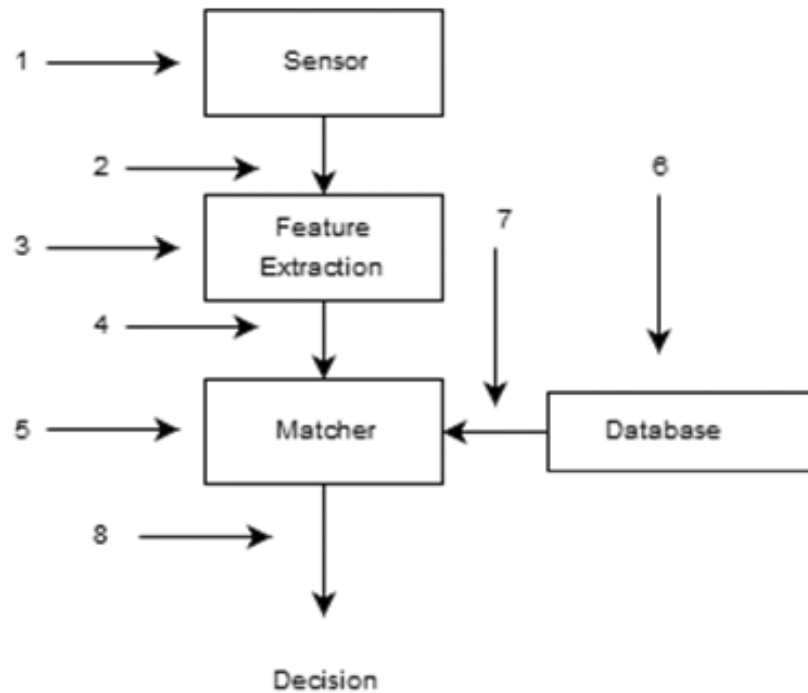 1
Sensor
2
6
3
Feature
Extraction
7
4
5
Matcher
Database
8
Decision